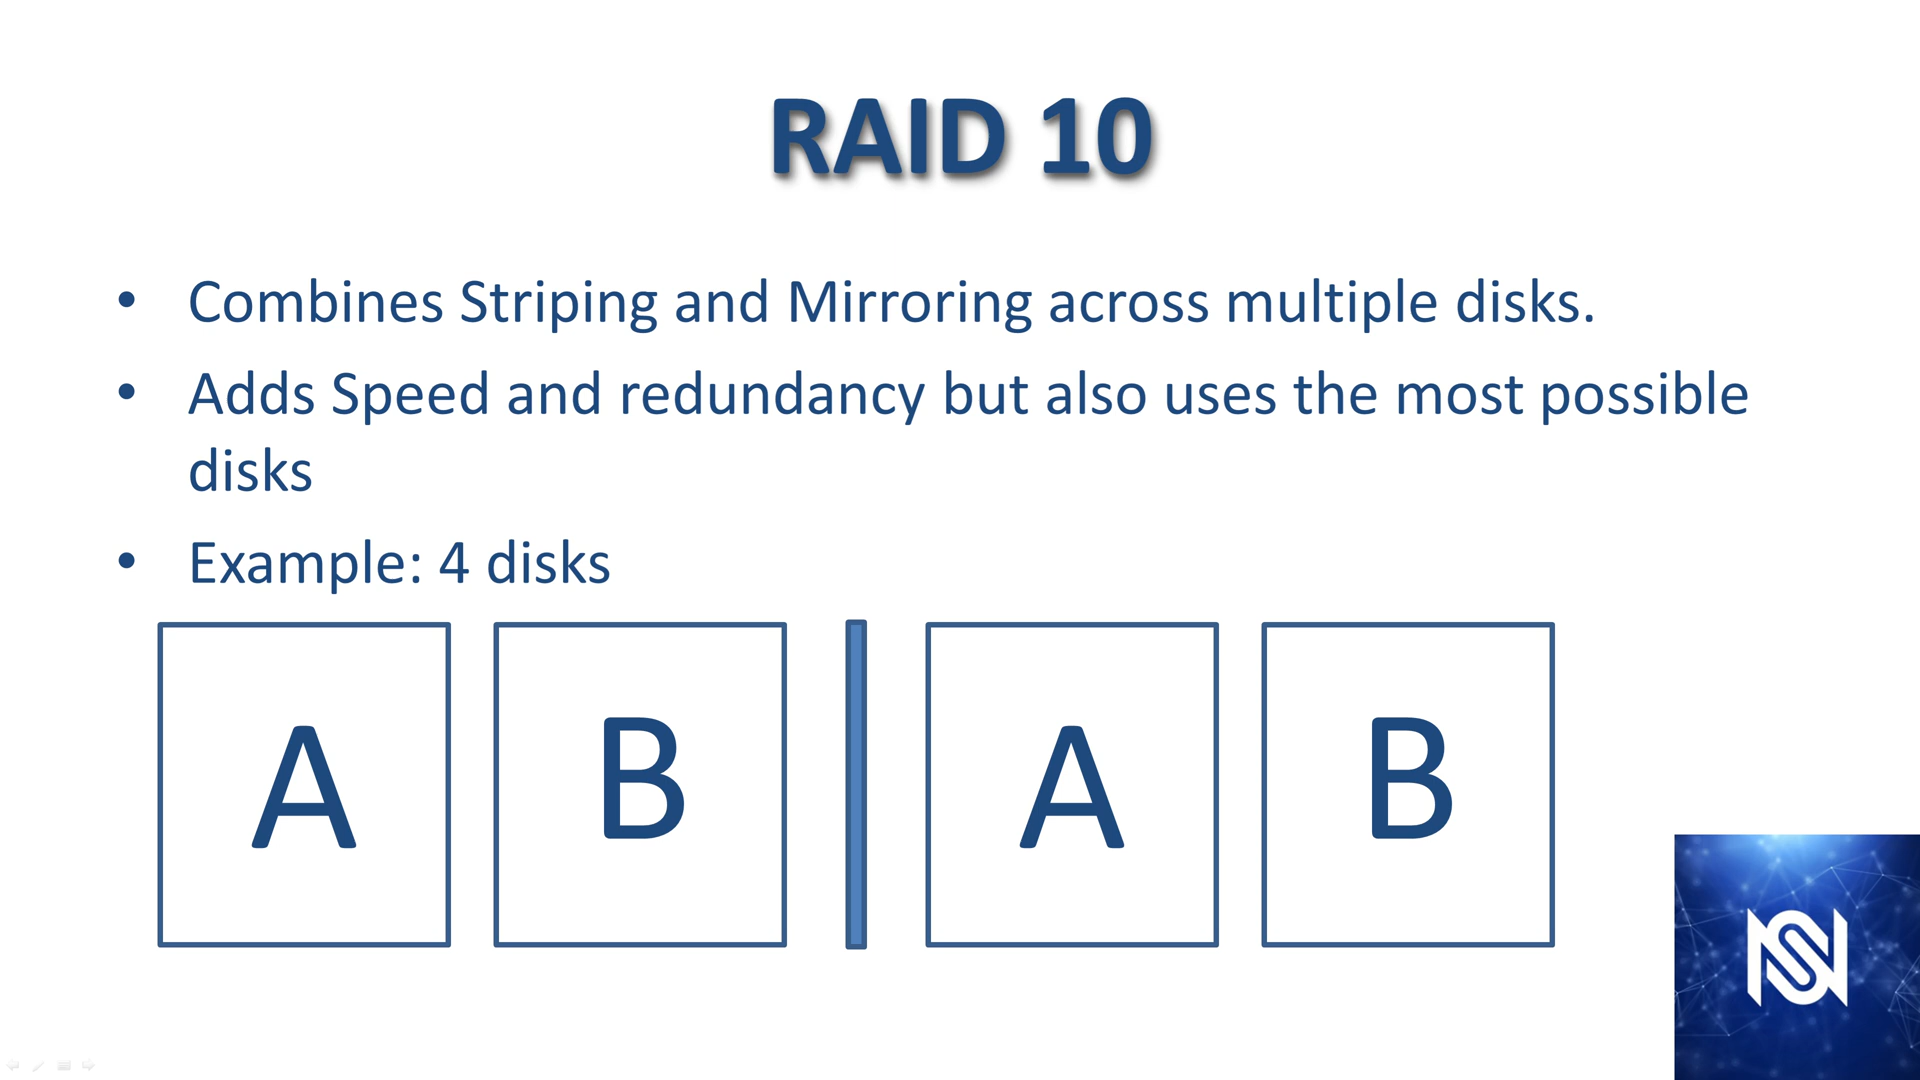 RAID 10
• Combines Striping and Mirroring across multiple disks.
• Adds Speed and redundancy but also uses the most possible
disks
• Example: 4 disks
A B A B
NS